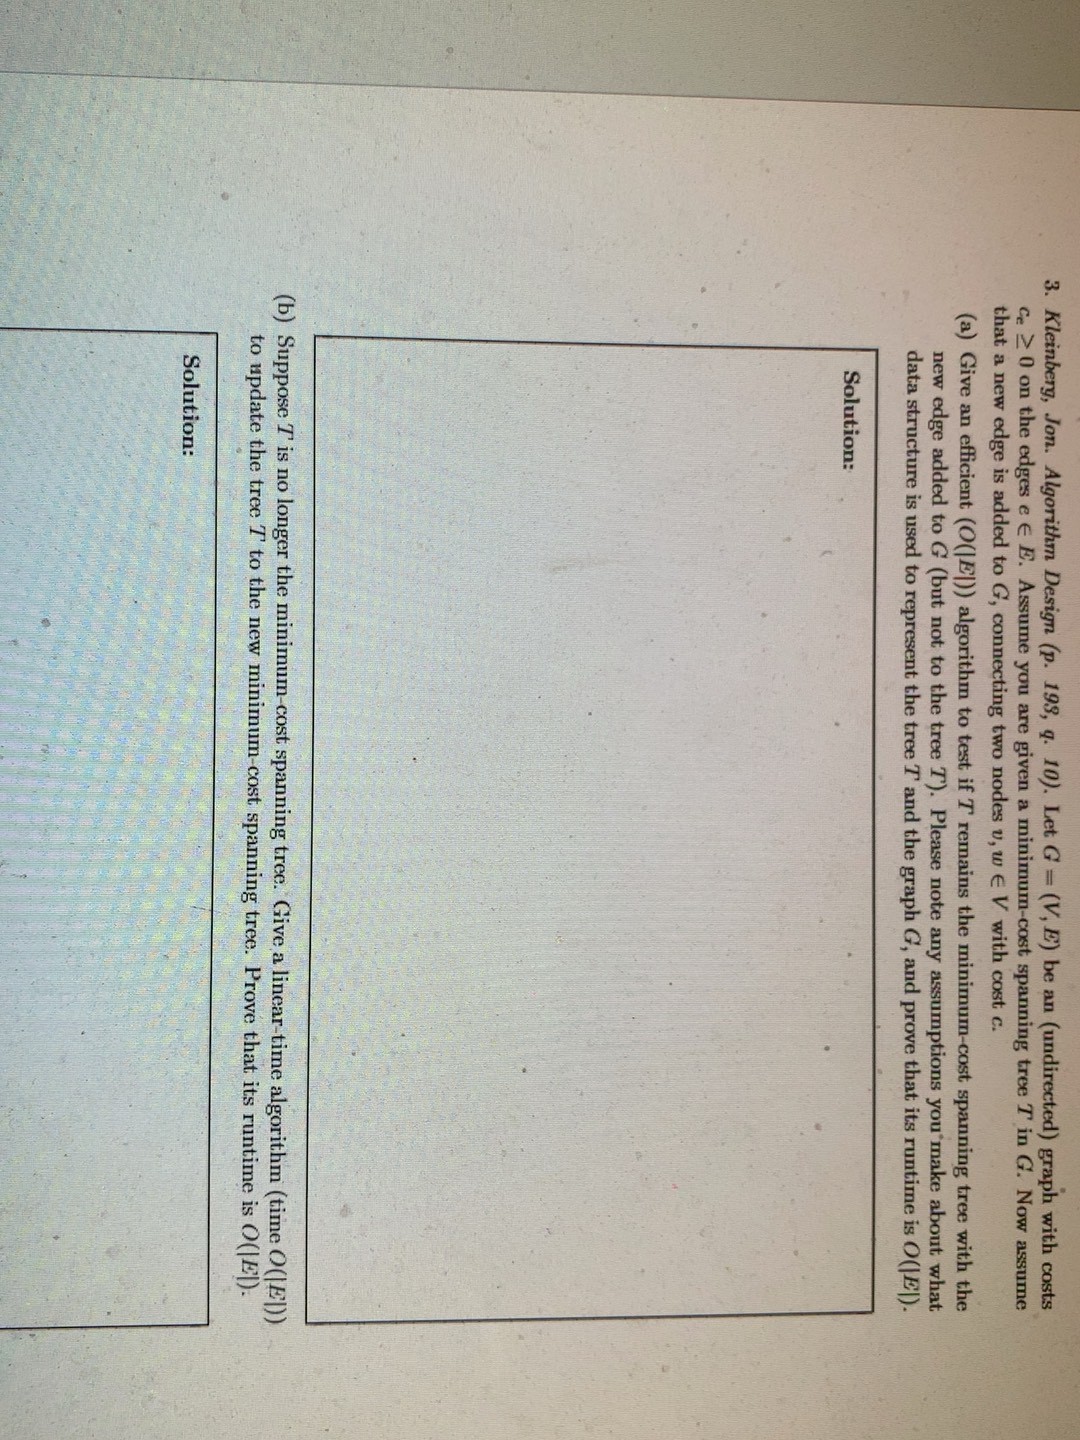 3. Kleinberg, Jon. Algorithm Design (p. 193, q. 10). Let G = (V, E) be an (undirected) graph with costs
cₑ ≥ 0 on the edges e ∈ E. Assume you are given a minimum-cost spanning tree T in G. Now assume
that a new edge is added to G, connecting two nodes v, w ∈ V with cost c.
(a) Give an efficient (O(|E|)) algorithm to test if T remains the minimum-cost spanning tree with the
new edge added to G (but not to the tree T). Please note any assumptions you make about what
data structure is used to represent the tree T and the graph G, and prove that its runtime is O(|E|).
Solution:
(b) Suppose T is no longer the minimum-cost spanning tree. Give a linear-time algorithm (time O(|E|))
to update the tree T to the new minimum-cost spanning tree. Prove that its runtime is O(|E|).
Solution: